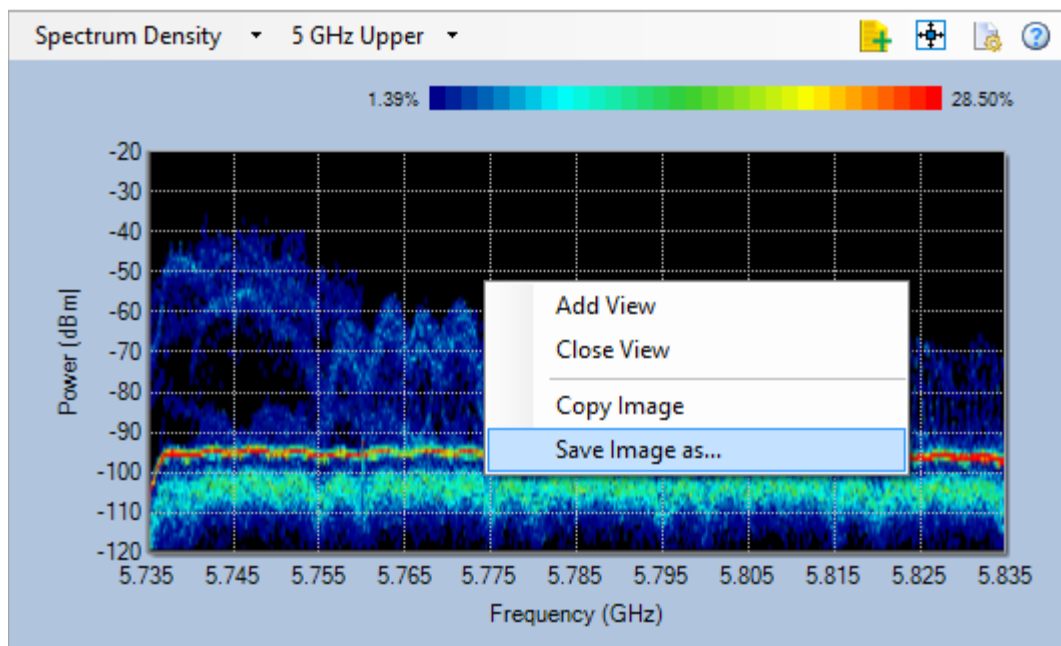 Spectrum Density 5 GHz Upper
1.39% 28.50%
-20
-30
-40
-50
-60
-70
-80
-90
-100
-110
-120
Power (dBm)
Add View
Close View
Copy Image
Save Image as...
5.735 5.745 5.755 5.765 5.775 5.785 5.795 5.805 5.815 5.825 5.835
Frequency (GHz)